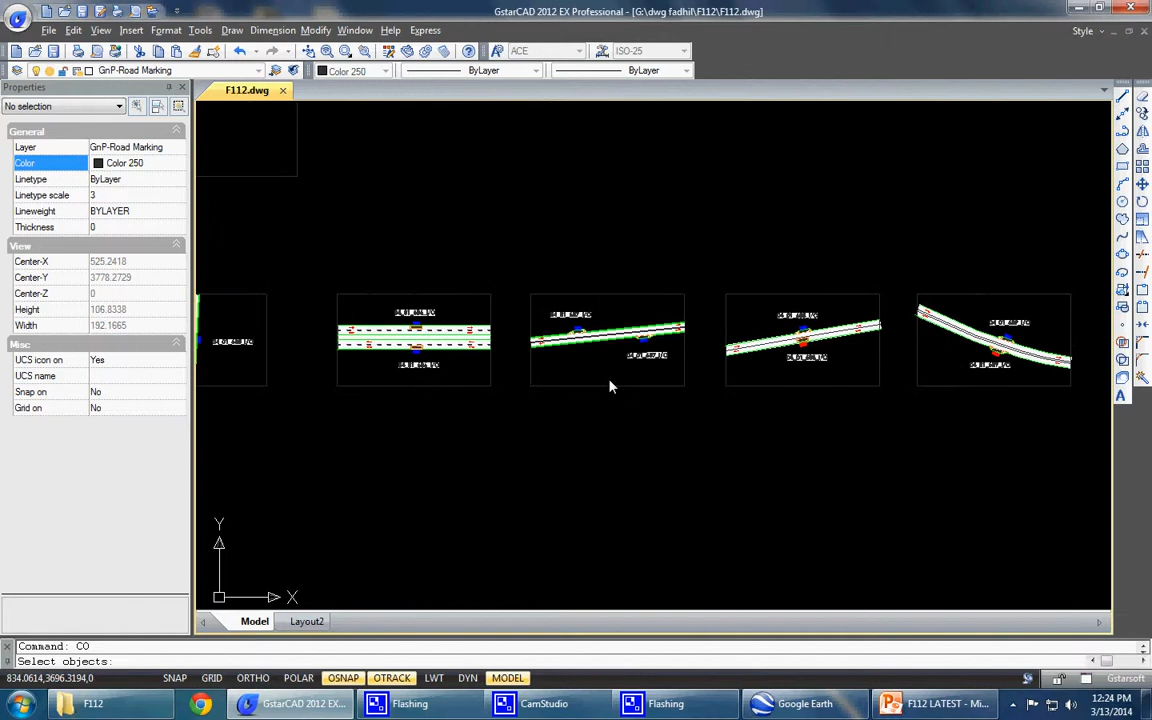 GstarCAD 2012 EX Professional - [G:\dwg fadhil\F112\F112.dwg]
File Edit View Insert Format Tools Draw Dimension Modify Window Help Express Style
ACE ISO-25
GnP-Road Marking Color 250 ByLayer ByLayer
Properties
F112.dwg
No selection
General
Layer GnP-Road Marking
Color Color 250
Linetype ByLayer
Linetype scale 3
Lineweight BYLAYER
Thickness 0
View
Center-X 525.2418
Center-Y 3778.2729
Center-Z 0
Height 106.8338
Width 192.1665
Misc
UCS icon on Yes
UCS name
Snap on No
Grid on No
Y
X
Model Layout2
Command: CO
Select objects:
834.0614,3696.3194,0 SNAP GRID ORTHO POLAR OSNAP OTRACK LWT DYN MODEL Gstarsoft
F112 GstarCAD 2012 EX... Flashing CamStudio Flashing Google Earth F112 LATEST - Mi...
12:24 PM
3/13/2014